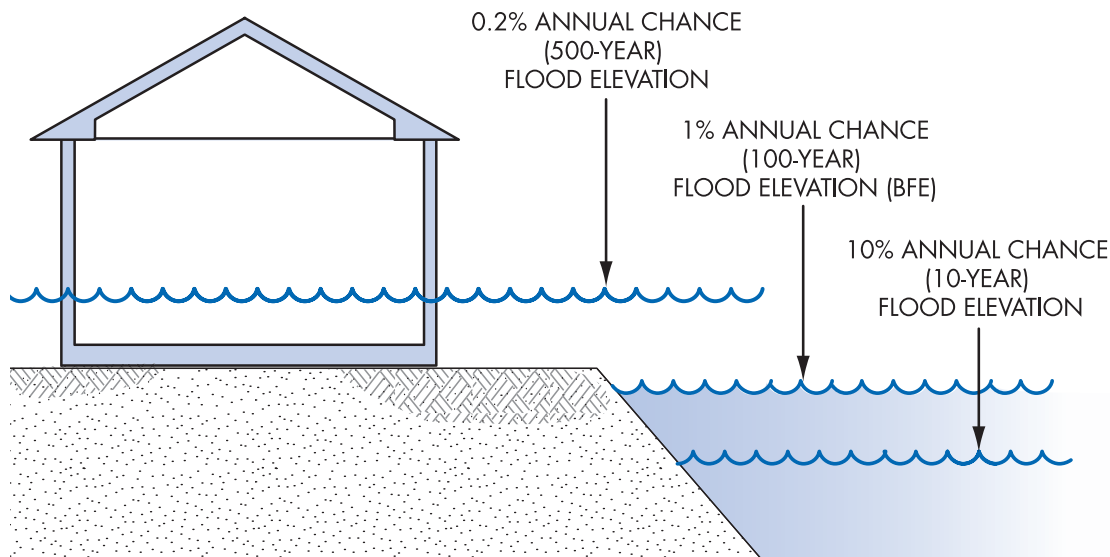 0.2% ANNUAL CHANCE
(500-YEAR)
FLOOD ELEVATION
1% ANNUAL CHANCE
(100-YEAR)
FLOOD ELEVATION (BFE)
10% ANNUAL CHANCE
(10-YEAR)
FLOOD ELEVATION